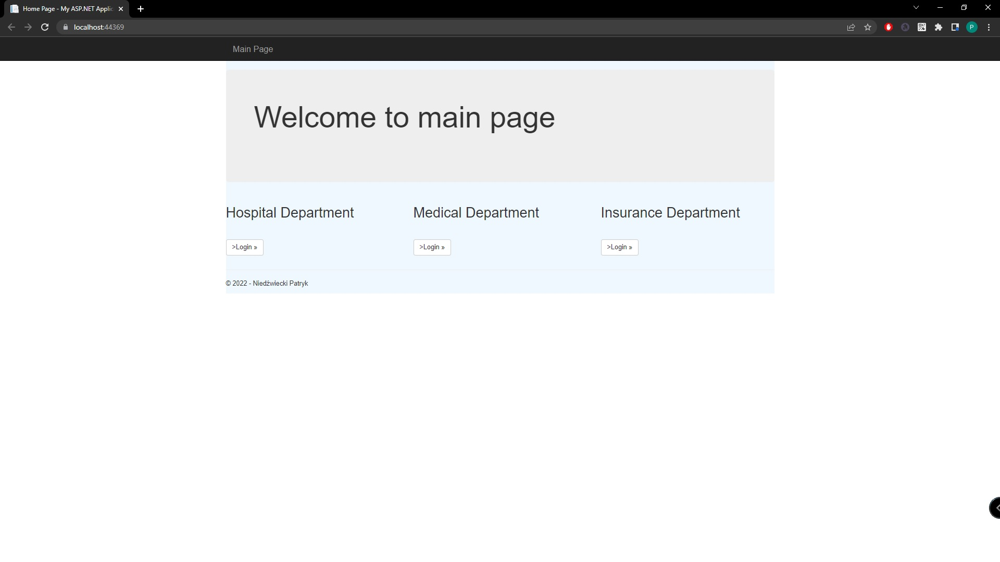 Home Page - My ASP.NET Applic
localhost:44369
P
Main Page
Welcome to main page
Hospital Department
Medical Department
Insurance Department
>Login »
>Login »
>Login »
© 2022 - Niedźwiecki Patryk